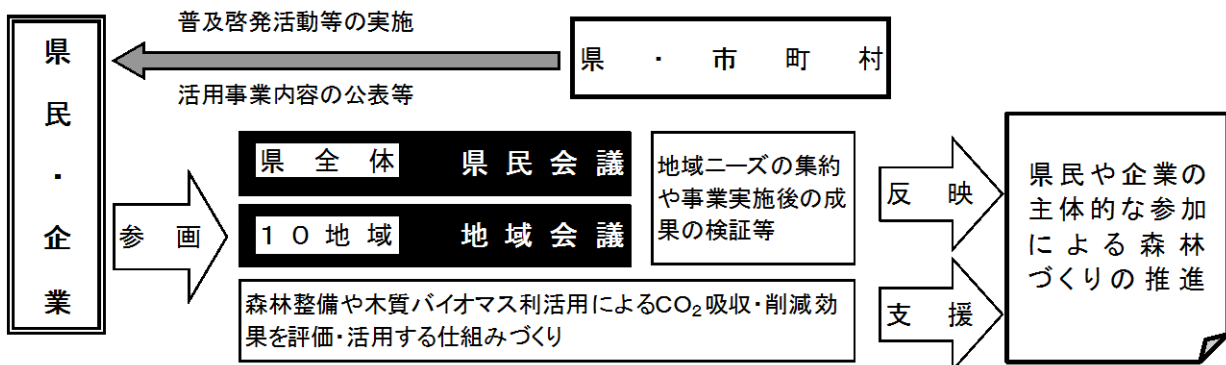 普及啓発活動等の実施
県・市町村
活用事業内容の公表等
県民・企業
参画
県全体 県民会議
10地域 地域会議
地域ニーズの集約
や事業実施後の成
果の検証等
森林整備や木質バイオマス利活用によるCO₂吸収・削減効
果を評価・活用する仕組みづくり
反映
支援
県民や企業の
主体的な参加
による森林
づくりの推進